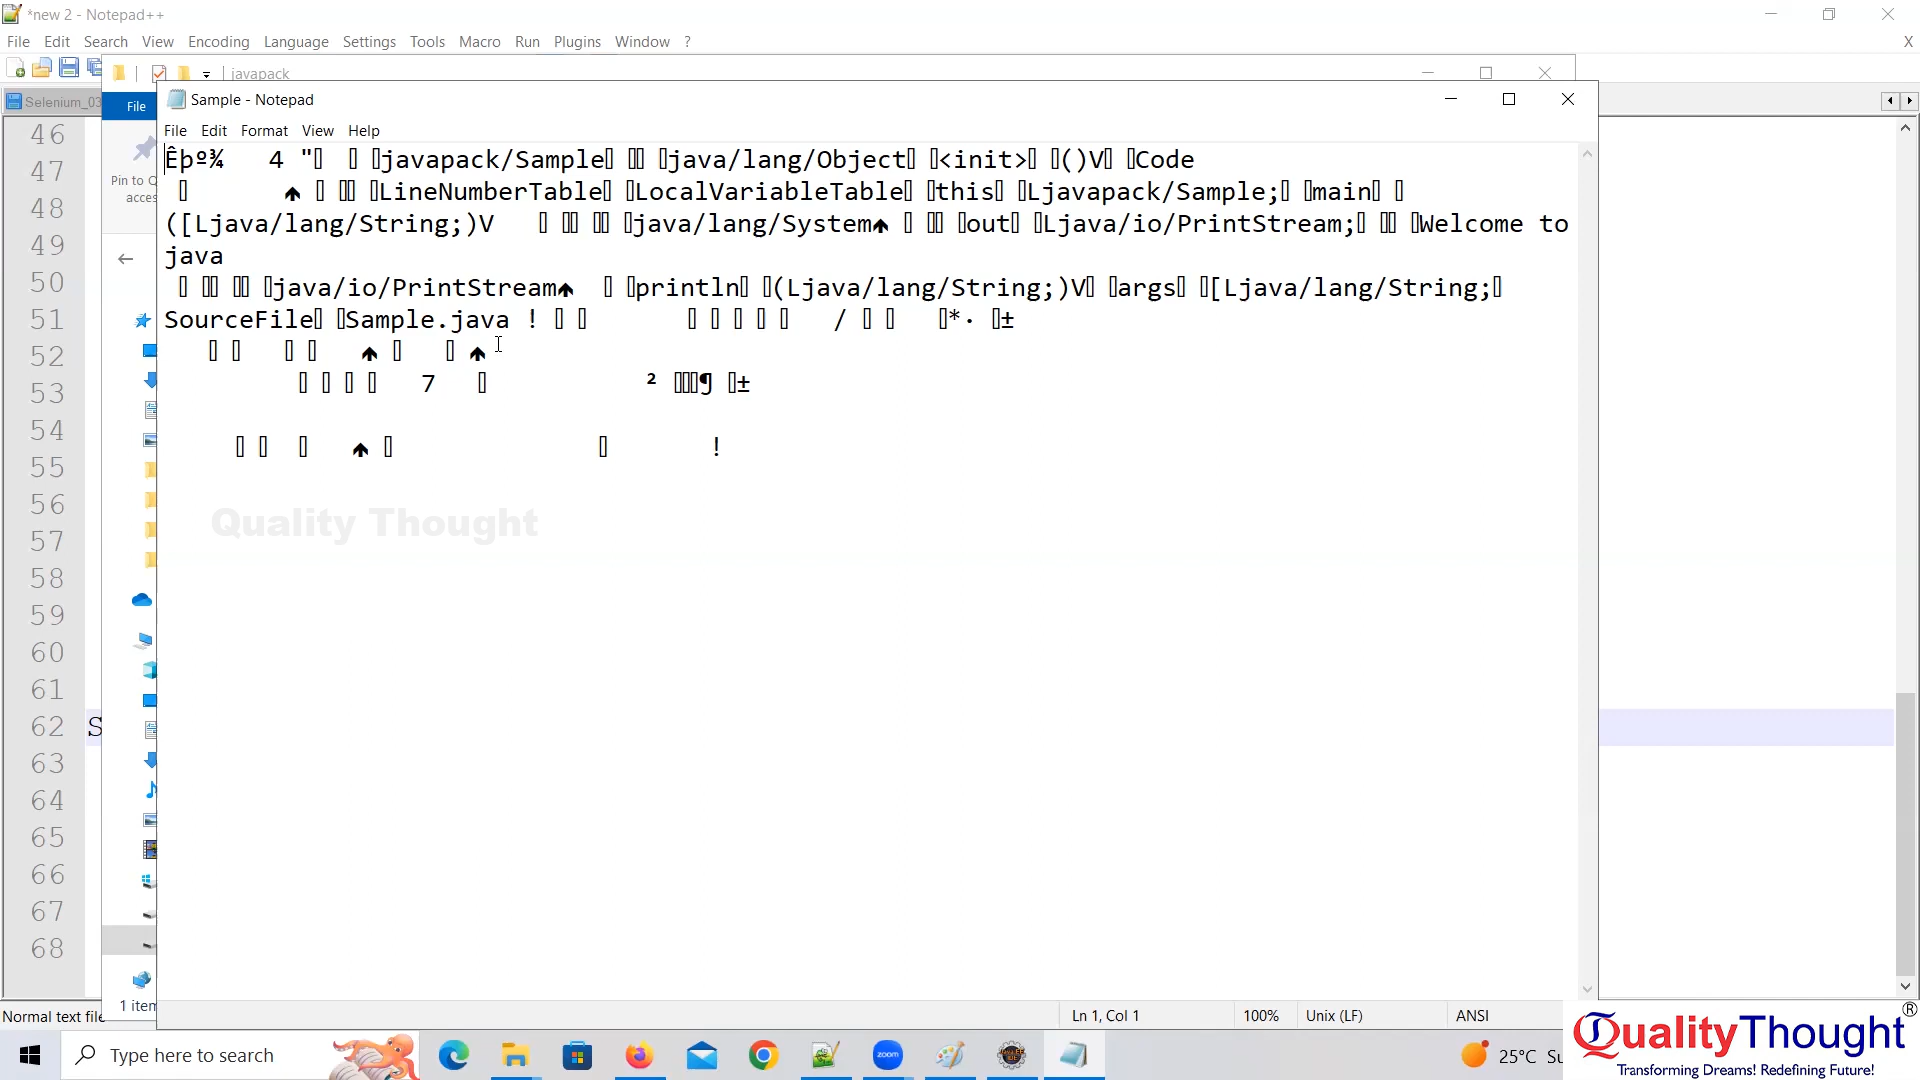 *new 2 - Notepad++
File Edit Search View Encoding Language Settings Tools Macro Run Plugins Window ? X
javapack
Selenium_03
File
Sample - Notepad
File Edit Format View Help
Êþº¾ 4 " javapack/Sample java/lang/Object <init> ()V Code
LineNumberTable LocalVariableTable this Ljavapack/Sample; main
([Ljava/lang/String;)V java/lang/System out Ljava/io/PrintStream; Welcome to
java
java/io/PrintStream println (Ljava/lang/String;)V args [Ljava/lang/String;
SourceFile Sample.java ! / *· ±
7 ² ¶ ±
!
Pin to Q
acces
46
47
48
49
50
51
52
53
54
55
56
57
58
59
60
61
62 S
63
64
65
66
67
68
Quality Thought
1 item
Normal text file
Ln 1, Col 1 100% Unix (LF) ANSI
Type here to search
zoom
25°C Su
QualityThought®
Transforming Dreams! Redefining Future!